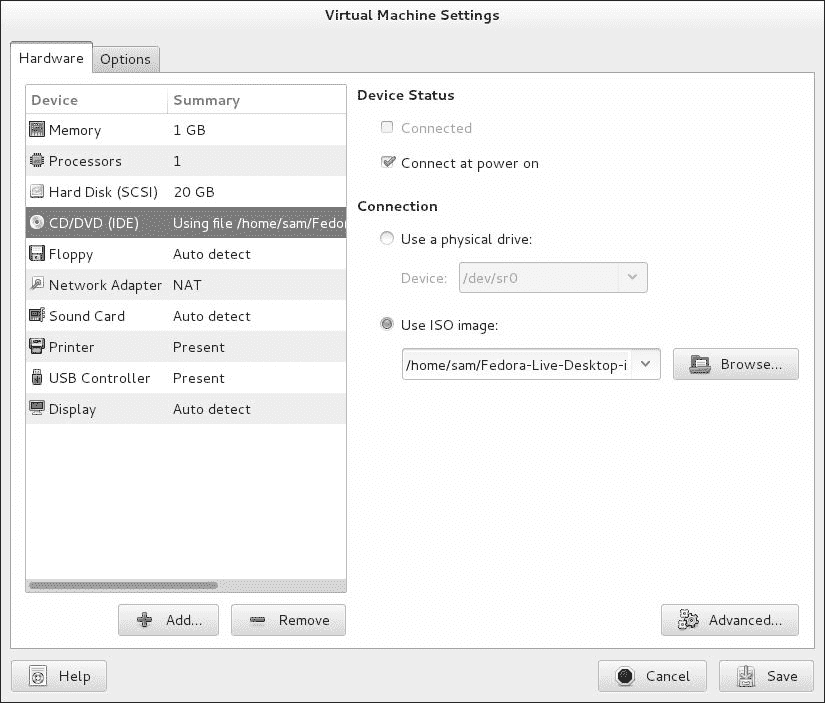 Virtual Machine Settings
Hardware Options
Device Summary
Memory 1 GB
Processors 1
Hard Disk (SCSI) 20 GB
CD/DVD (IDE) Using file /home/sam/Fedo
Floppy Auto detect
Network Adapter NAT
Sound Card Auto detect
Printer Present
USB Controller Present
Display Auto detect
Add... Remove
Device Status
Connected
Connect at power on
Connection
Use a physical drive:
Device: /dev/sr0
Use ISO image:
/home/sam/Fedora-Live-Desktop-i Browse...
Advanced...
Help Cancel Save